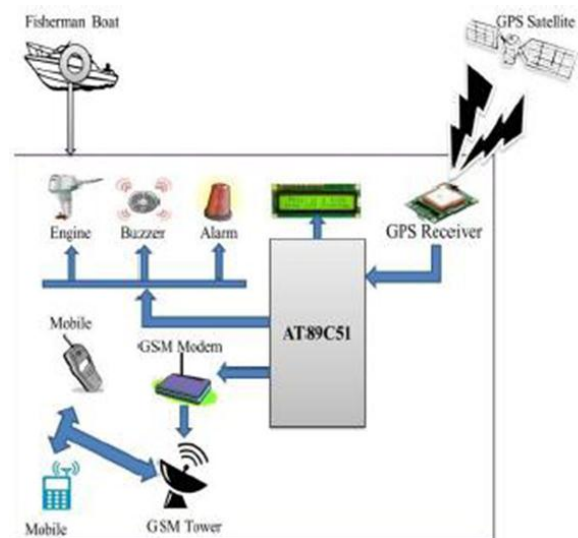 Fisherman Boat
GPS Satellite
Engine
Buzzer
Alarm
GPS Receiver
AT89C51
Mobile
GSM Modem
Mobile
GSM Tower